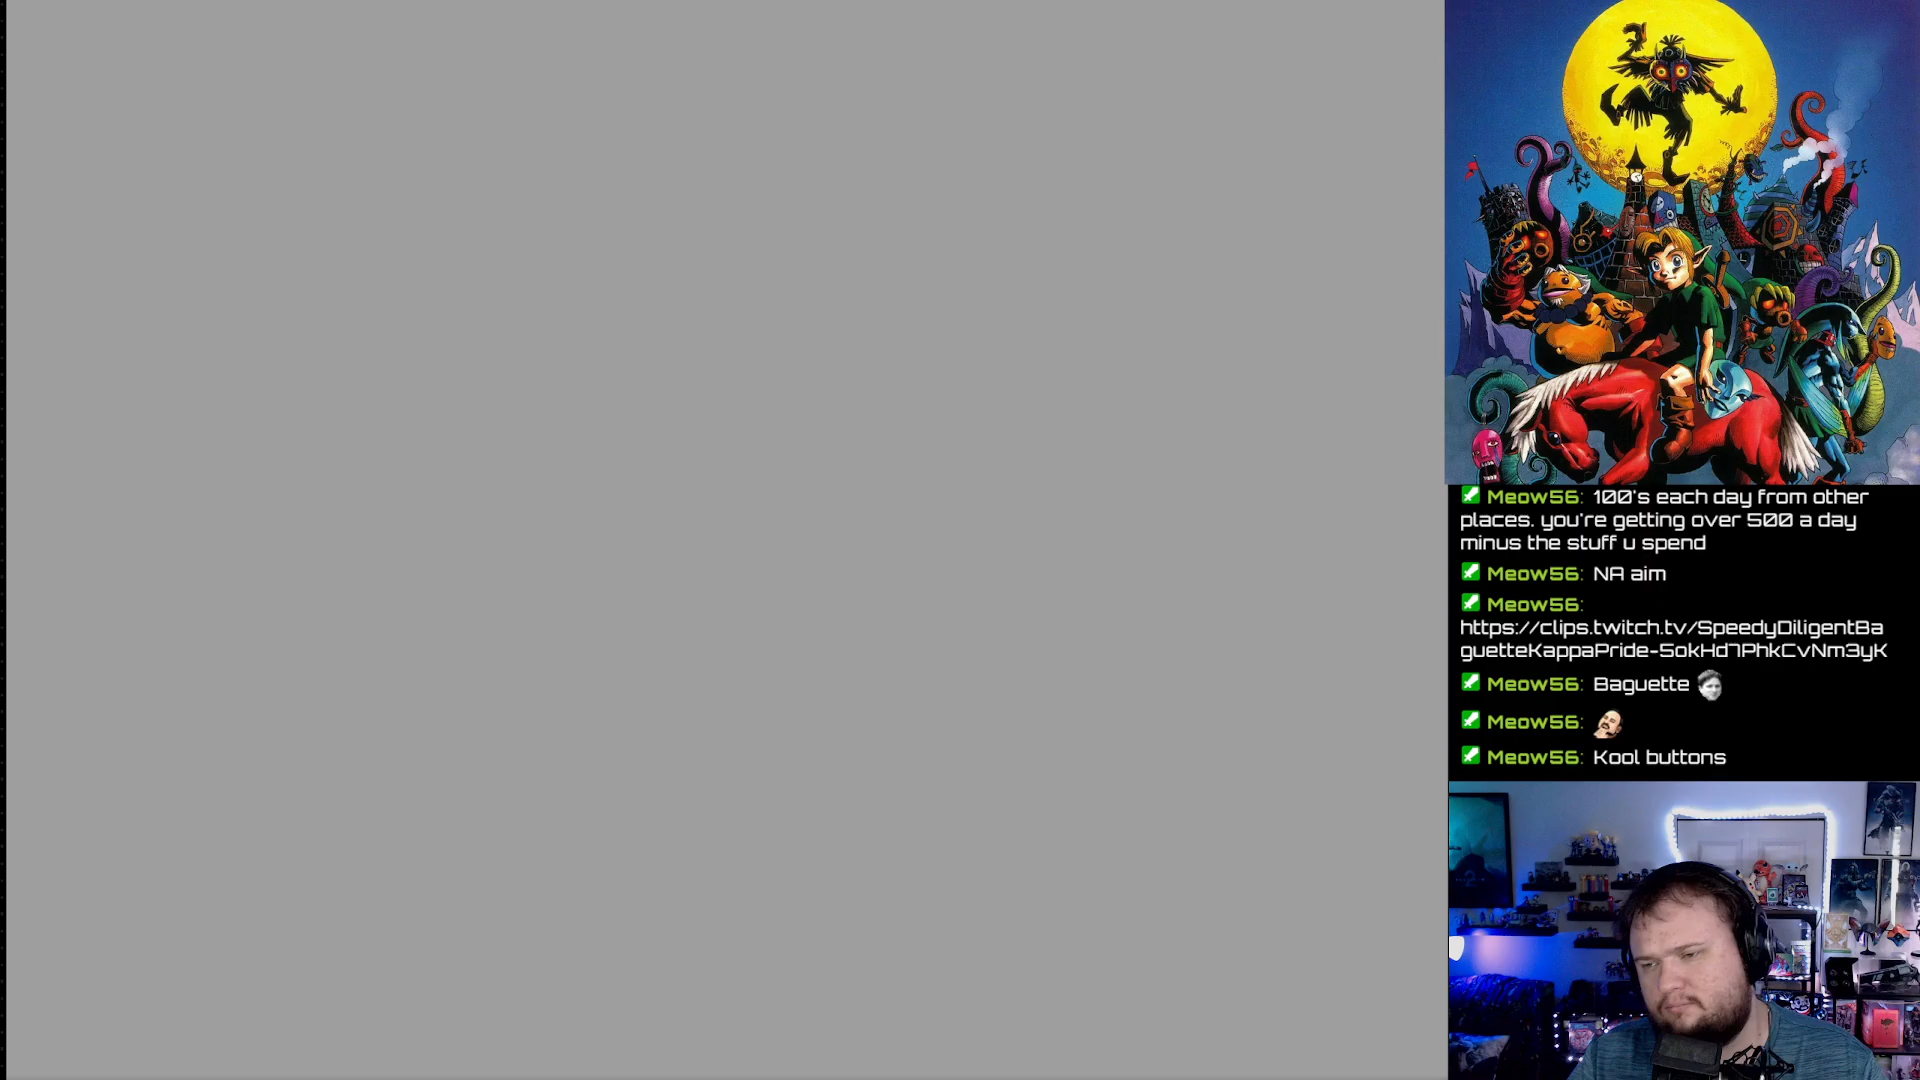 Meow56: 100's each day from other
places. you're getting over 500 a day
minus the stuff u spend
Meow56: NA aim
Meow56:
https://clips.twitch.tv/SpeedyDiligentBa
guetteKappaPride-5okHd7PhkCvNm3yK
Meow56: Baguette
Meow56:
Meow56: Kool buttons